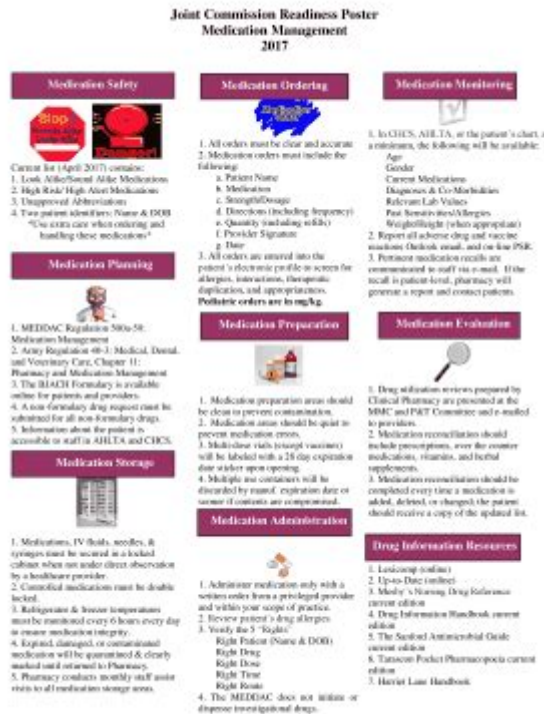 Joint Commission Readiness Poster
Medication Management
2017
Medication Safety
Stop
Sound Alike
Look Alike
Current list (April 2017) contains:
1. Look Alike/Sound Alike Medications
2. High Risk/ High Alert Medications
3. Unapproved Abbreviations
4. Two patient identifiers: Name & DOB
*Use extra care when ordering and
handling these medications*
Medication Planning
1. MEDDAC Regulation
Medication Management
2. Army Regulation 40-3: Medical, Dental,
and Veterinary Care, Chapter 11:
Pharmacy and Medication Management
3. The BJACH Formulary is available
online for patients and providers.
4. A non-formulary drug request must be
submitted for all non-formulary drugs.
5. Information about the patient is
accessible to staff in AHLTA and CHCS.
Medication Storage
1. Medications, IV fluids, needles, &
syringes must be secured in a locked
cabinet when not under direct observation
by a healthcare provider.
2. Controlled medications must be double
locked.
3. Refrigerator & freezer temperatures
must be monitored every 6 hours every day
to ensure medication integrity.
4. Expired, damaged, or contaminated
medication will be quarantined & clearly
marked until returned to Pharmacy.
5. Pharmacy conducts monthly staff assist
visits to all medication storage areas.
Medication Ordering
1. All orders must be clear and accurate
2. Medication orders must include the
following:
a. Patient Name
b. Medication
c. Strength/Dosage
d. Directions (including frequency)
e. Quantity (including refills)
f. Provider Signature
g. Date
3. All orders are entered into the
patient's electronic profile to screen for
allergies, interactions, therapeutic
duplication, and appropriateness.
Pediatric orders are in mg/kg.
Medication Preparation
1. Medication preparation areas should
be clean to prevent contamination.
2. Medication areas should be quiet to
prevent medication errors.
3. Multi-dose vials (except vaccines)
will be labeled with a 28 day expiration
date sticker upon opening.
4. Multiple use containers will be
discarded by manuf. expiration date or
sooner if contents are compromised.
Medication Administration
1. Administer medication only with a
written order from a privileged provider
and within your scope of practice.
2. Review patient's drug allergies
3. Verify the 5 "Rights"
Right Patient (Name & DOB)
Right Drug
Right Dose
Right Time
Right Route
4. The MEDDAC does not initiate or
dispense investigational drugs.
Medication Monitoring
1. In CHCS, AHLTA, or the patient's chart, a
a minimum, the following will be available:
Age
Gender
Current Medications
Diagnoses & Co-Morbidities
Relevant Lab Values
Past Sensitivities/Allergies
Weight/Height (when appropriate)
2. Report all adverse drug and vaccine
reactions: Outlook email, and on-line PSR.
3. Pertinent medication recalls are
communicated to staff via e-mail. If the
recall is patient-level, pharmacy will
generate a report and contact patients.
Medication Evaluation
1. Drug utilization reviews prepared by
Clinical Pharmacy are presented at the
MMC and P&T Committee and e-mailed
to providers.
2. Medication reconciliation should
include prescriptions, over the counter
medications, vitamins, and herbal
supplements.
3. Medication reconciliation should be
completed every time a medication is
added, deleted, or changed; the patient
should receive a copy of the updated list.
Drug Information Resources
1. Lexicomp (online)
2. Up-to-Date (online)
3. Mosby's Nursing Drug Reference
current edition
4. Drug Information Handbook current
edition
5. The Sanford Antimicrobial Guide
current edition
6. Tarascon Pocket Pharmacopoeia current
edition
7. Harriet Lane Handbook